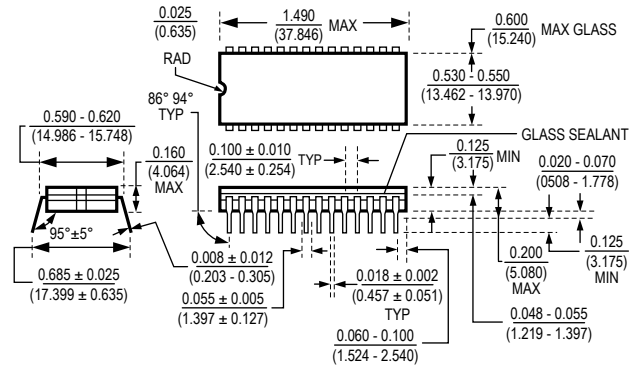 0.025
(0.635)
1.490
(37.846)
MAX
0.600
(15.240)
MAX GLASS
RAD
0.530 - 0.550
(13.462 - 13.970)
86° 94°
TYP
0.590 - 0.620
(14.986 - 15.748)
GLASS SEALANT
0.100 ± 0.010
(2.540 ± 0.254)
TYP
0.125
(3.175)
MIN
0.160
(4.064)
MAX
0.020 - 0.070
(0508 - 1.778)
95°±5°
0.008 ± 0.012
(0.203 - 0.305)
0.685 ± 0.025
(17.399 ± 0.635)
0.018 ± 0.002
(0.457 ± 0.051)
TYP
0.200
(5.080)
MAX
0.125
(3.175)
MIN
0.055 ± 0.005
(1.397 ± 0.127)
0.048 - 0.055
(1.219 - 1.397)
0.060 - 0.100
(1.524 - 2.540)